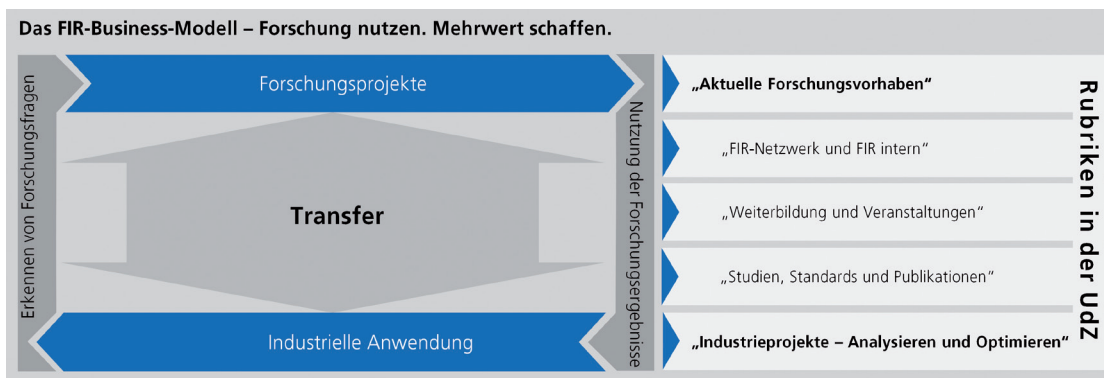 Das FIR-Business-Modell – Forschung nutzen. Mehrwert schaffen.
Erkennen von Forschungsfragen
Forschungsprojekte
Transfer
Industrielle Anwendung
Nutzung der Forschungsergebnisse
„Aktuelle Forschungsvorhaben“
„FIR-Netzwerk und FIR intern“
„Weiterbildung und Veranstaltungen“
„Studien, Standards und Publikationen“
„Industrieprojekte – Analysieren und Optimieren“
Rubriken in der UdZ